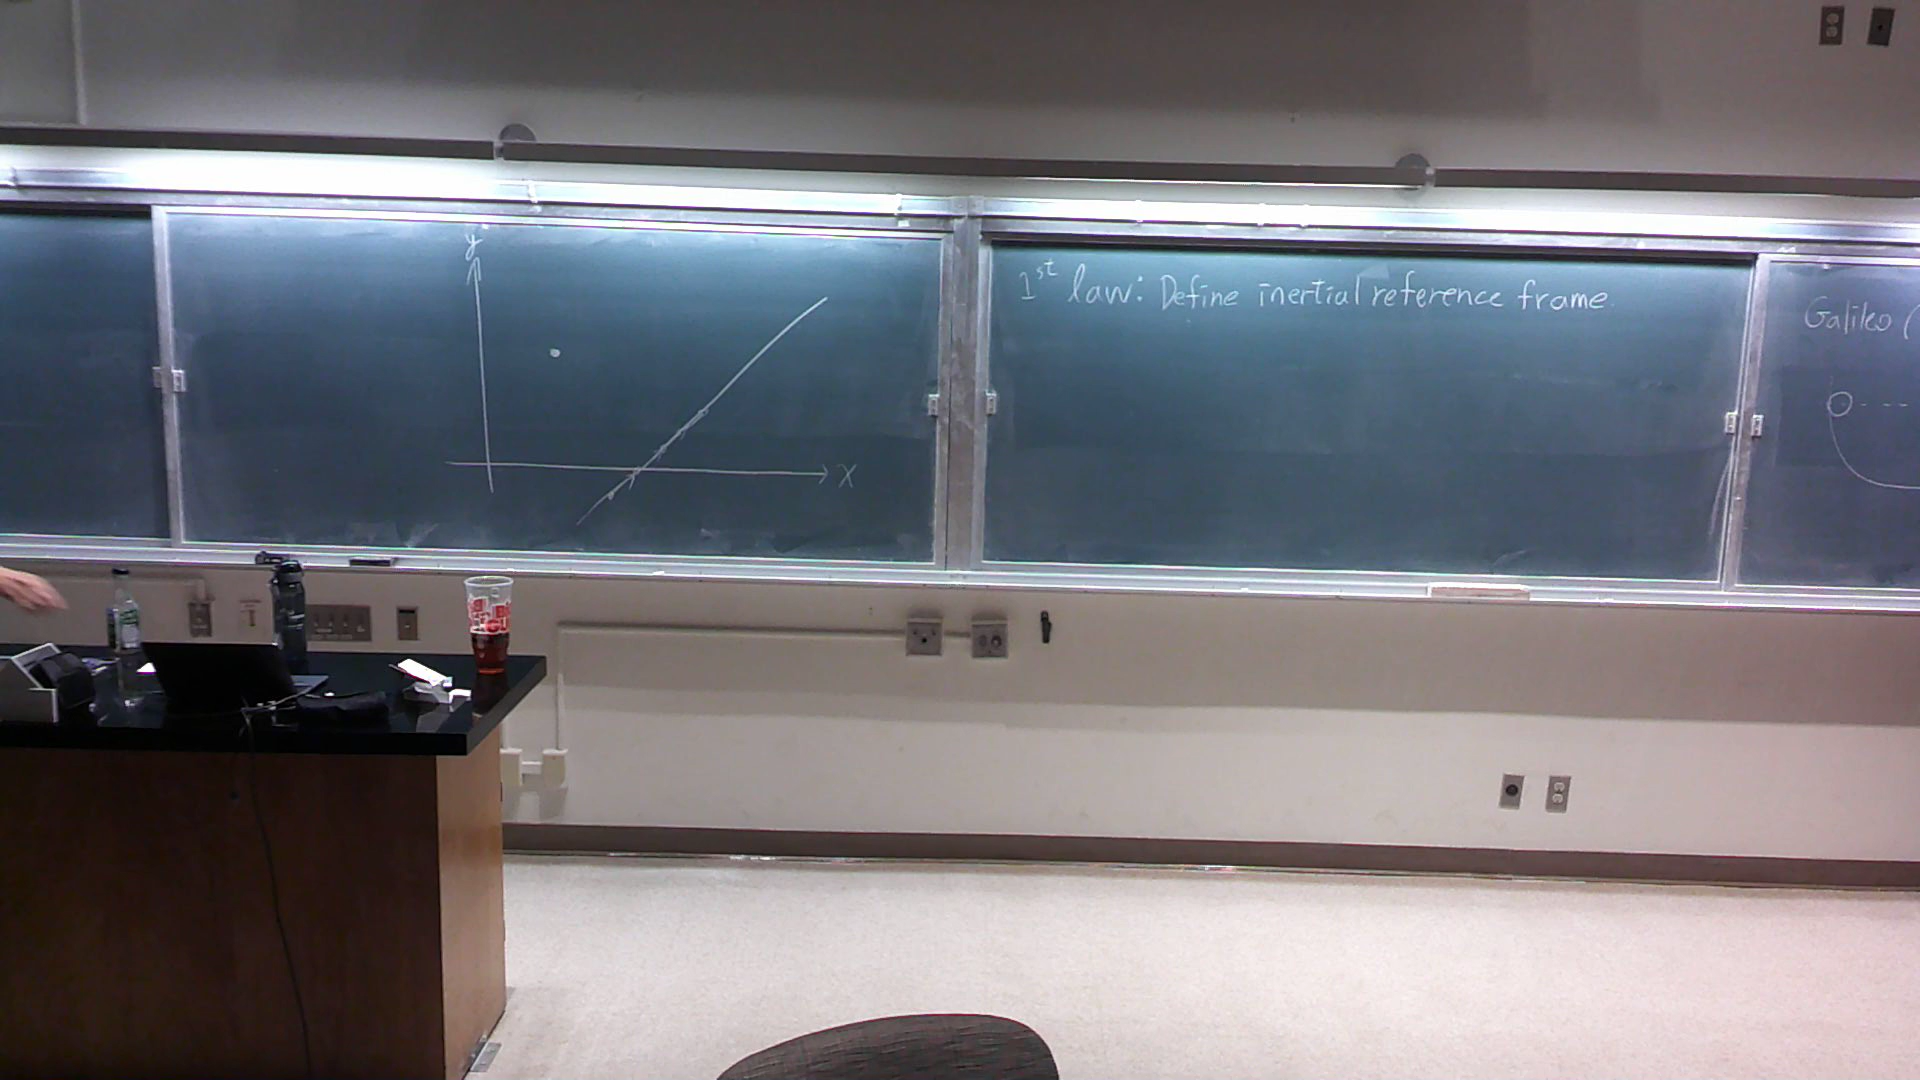 y
x
1st law: Define inertial reference frame
Galileo (